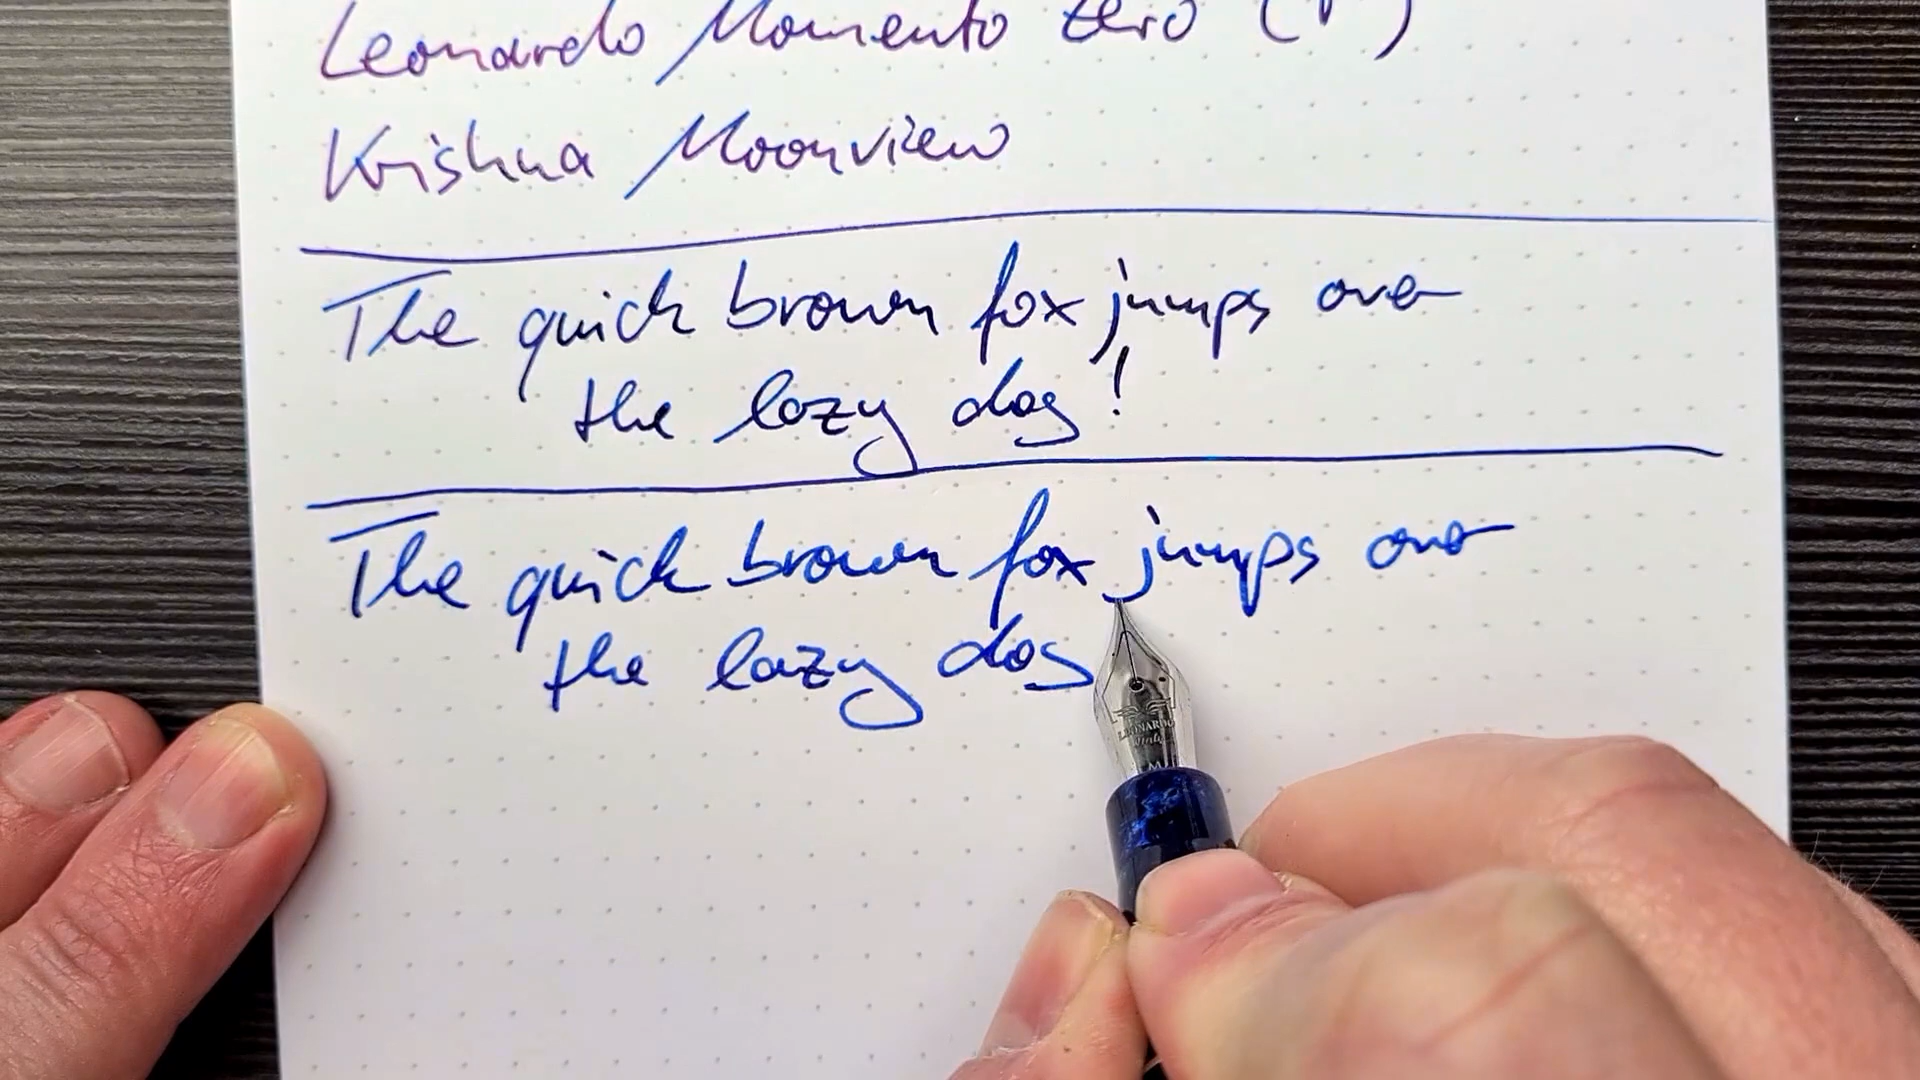 Leonardo Momento Zero (F)
Krishna Moonview
The quick brown fox jumps over
the lazy dog!
The quick brown fox jumps over
the lazy dog
LEONARDO
M